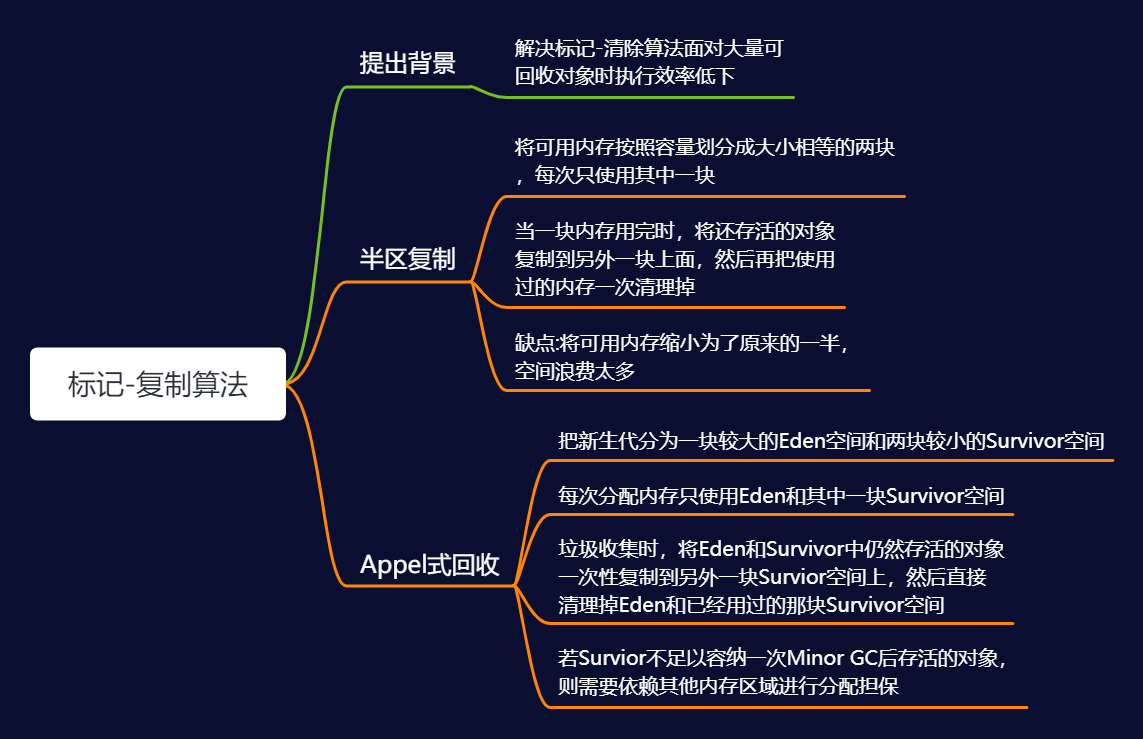 标记-复制算法
提出背景
解决标记-清除算法面对大量可
回收对象时执行效率低下
半区复制
将可用内存按照容量划分成大小相等的两块
，每次只使用其中一块
当一块内存用完时，将还存活的对象
复制到另外一块上面，然后再把使用
过的内存一次清理掉
缺点:将可用内存缩小为了原来的一半，
空间浪费太多
Appel式回收
把新生代分为一块较大的Eden空间和两块较小的Survivor空间
每次分配内存只使用Eden和其中一块Survivor空间
垃圾收集时，将Eden和Survivor中仍然存活的对象
一次性复制到另外一块Survior空间上，然后直接
清理掉Eden和已经用过的那块Survivor空间
若Survior不足以容纳一次Minor GC后存活的对象，
则需要依赖其他内存区域进行分配担保